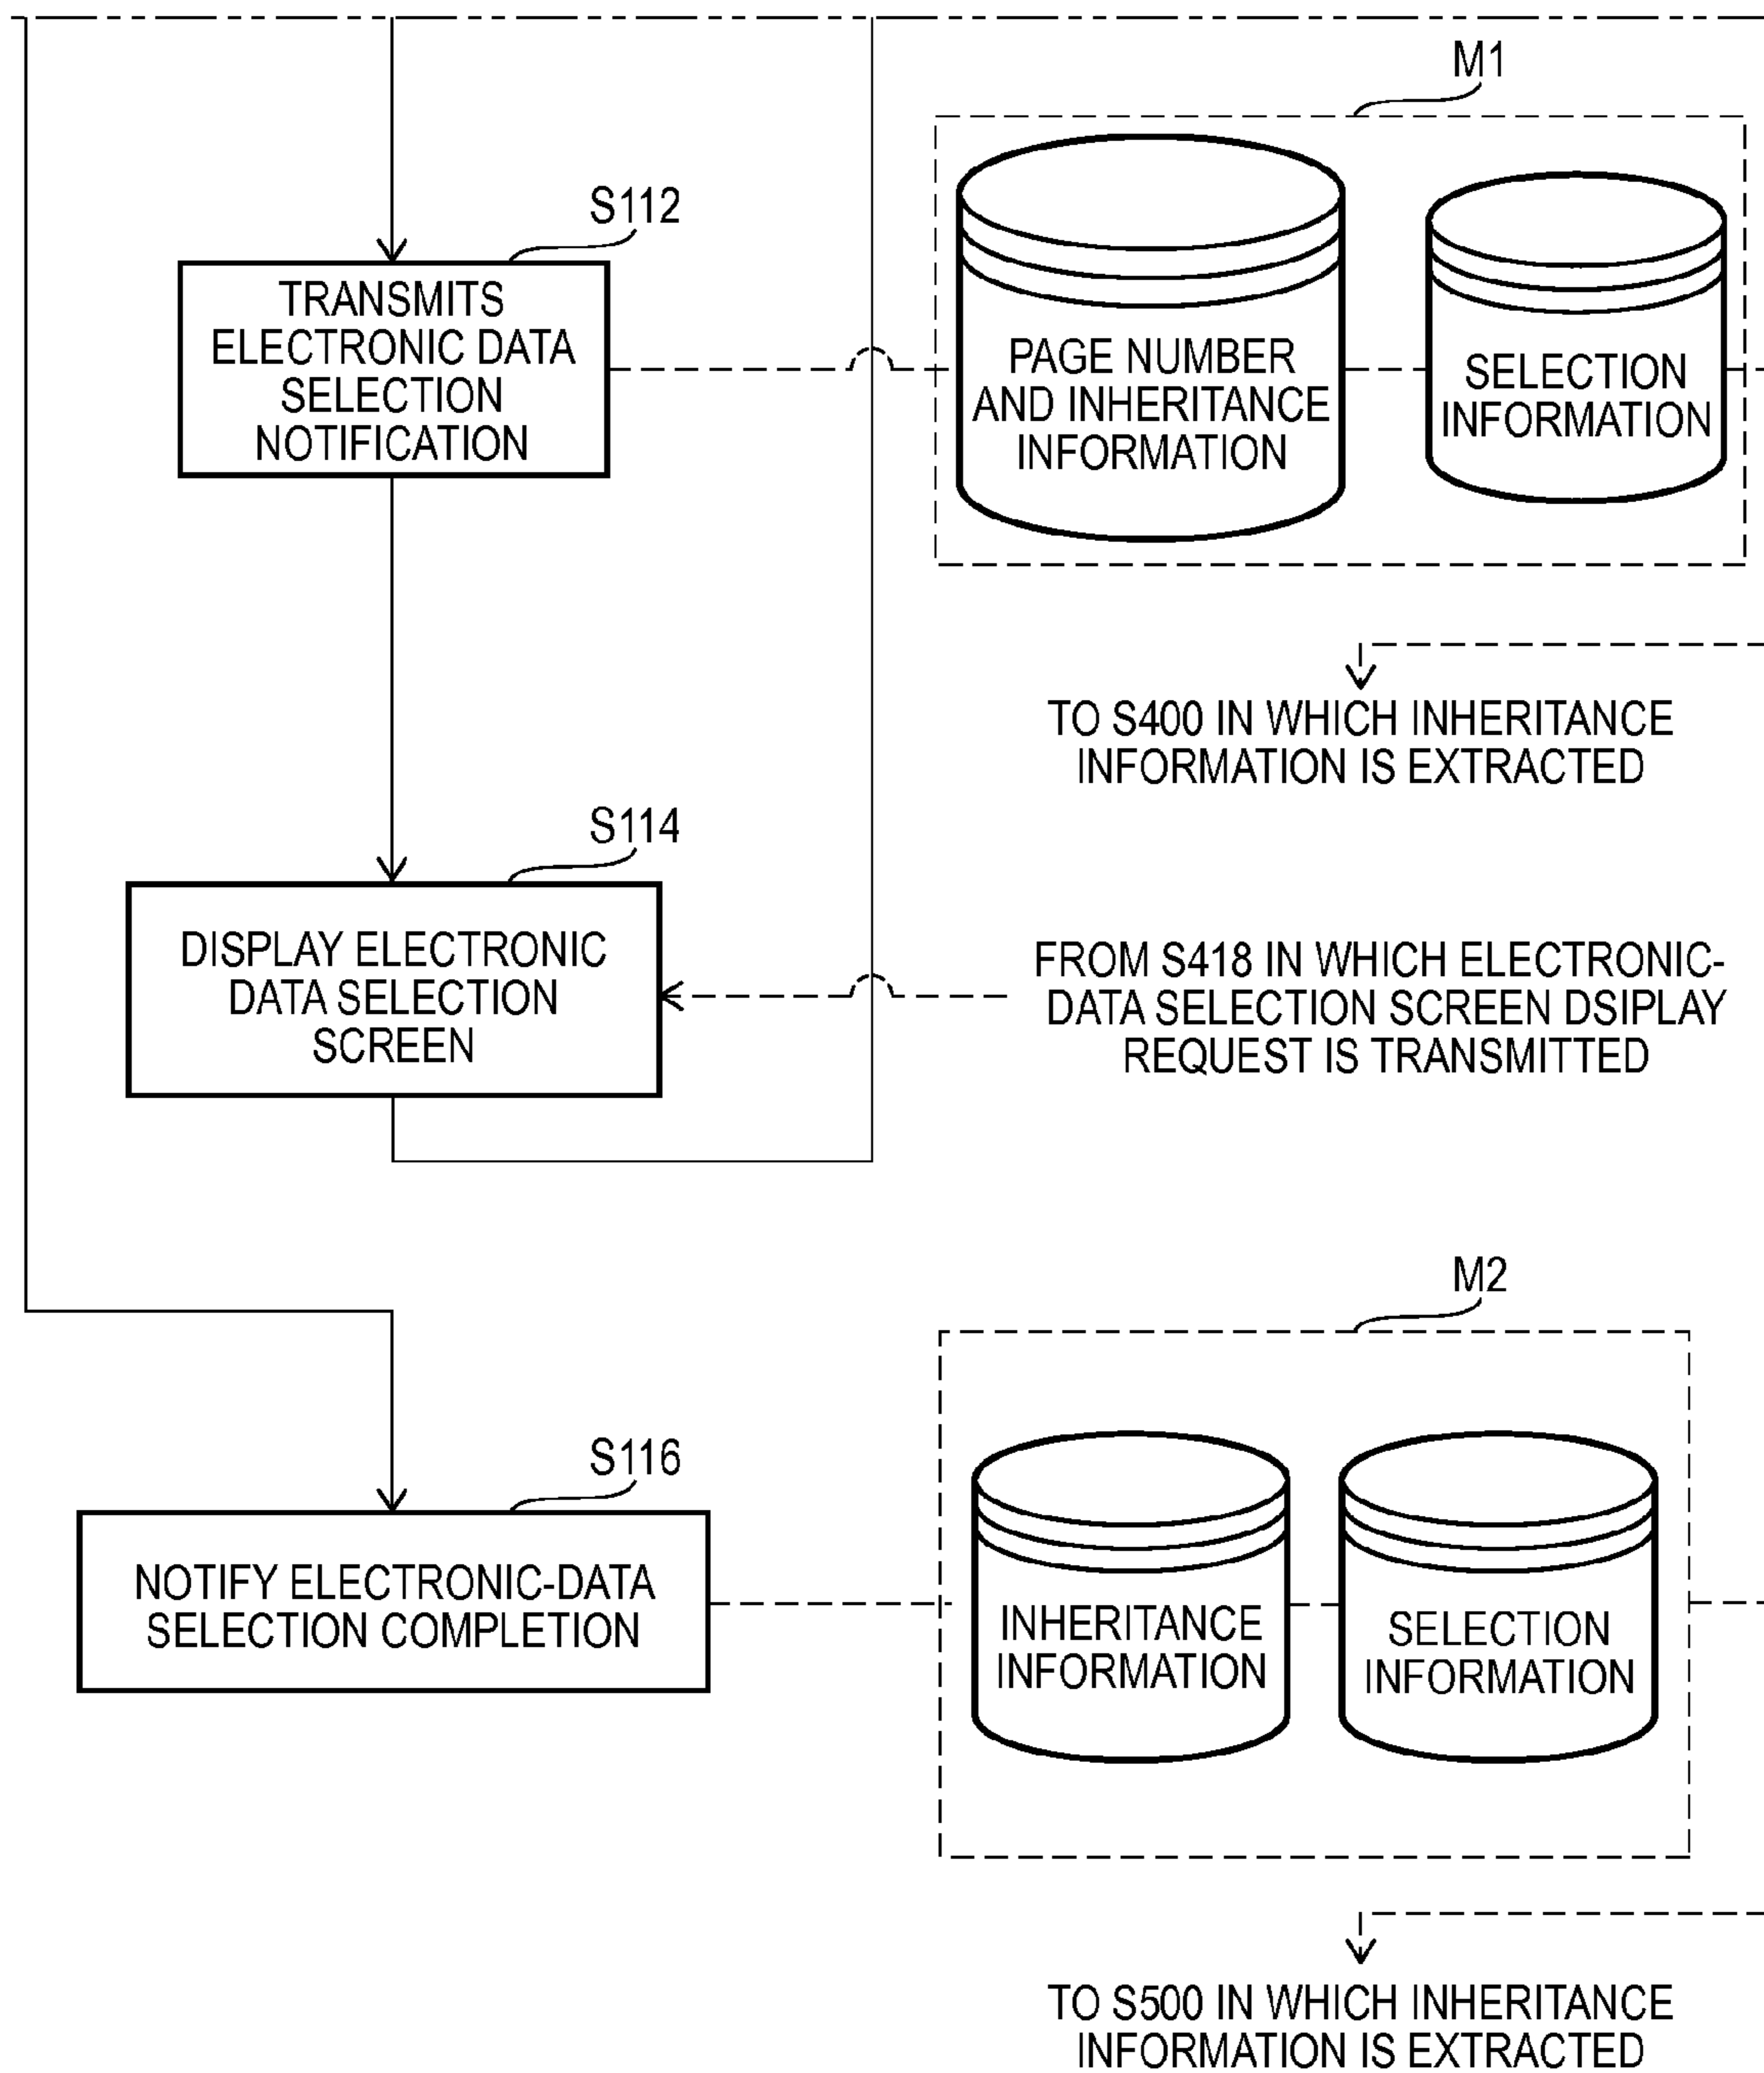 M1
S112
TRANSMITS
ELECTRONIC DATA
SELECTION
NOTIFICATION
PAGE NUMBER
AND INHERITANCE
INFORMATION
SELECTION
INFORMATION
TO S400 IN WHICH INHERITANCE
INFORMATION IS EXTRACTED
S114
DISPLAY ELECTRONIC
DATA SELECTION
SCREEN
FROM S418 IN WHICH ELECTRONIC-
DATA SELECTION SCREEN DSIPLAY
REQUEST IS TRANSMITTED
M2
S116
NOTIFY ELECTRONIC-DATA
SELECTION COMPLETION
INHERITANCE
INFORMATION
SELECTION
INFORMATION
TO S500 IN WHICH INHERITANCE
INFORMATION IS EXTRACTED